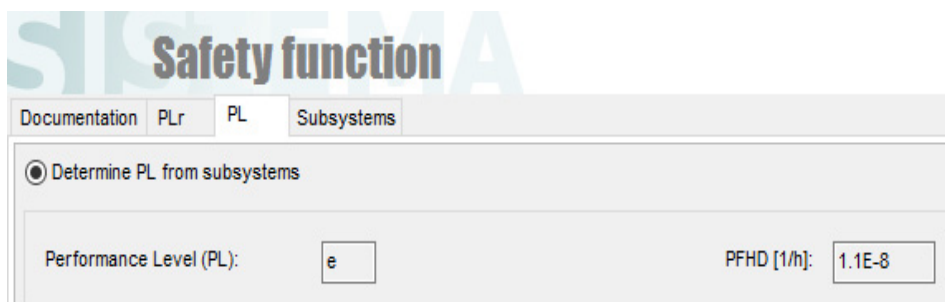 SISTEMA
Safety function
Documentation PLr PL Subsystems
Determine PL from subsystems
Performance Level (PL): e PFHD [1/h]: 1.1E-8